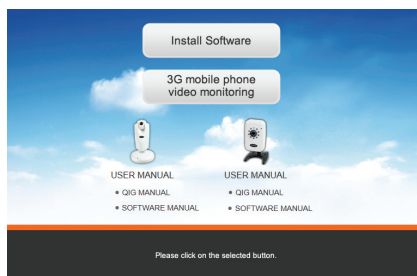 Install Software
3G mobile phone
video monitoring
USER MANUAL
• QIG MANUAL
• SOFTWARE MANUAL
USER MANUAL
• QIG MANUAL
• SOFTWARE MANUAL
Please click on the selected button.